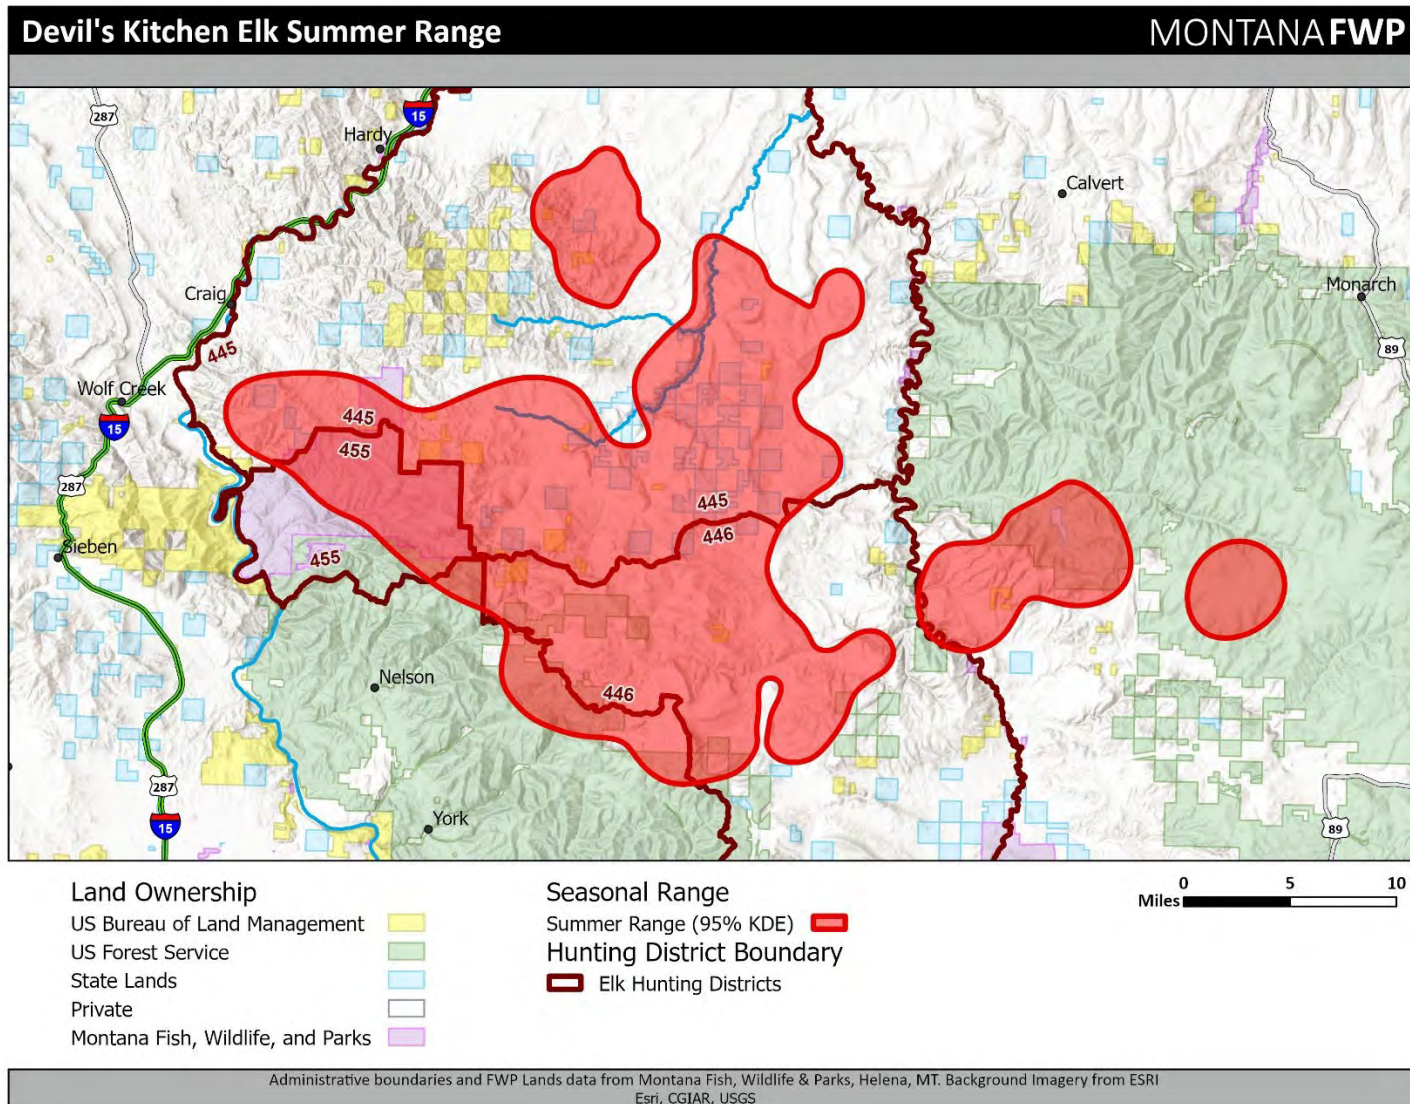 Devil's Kitchen Elk Summer Range
MONTANA FWP
287
15
Hardy
Calvert
Craig
Monarch
445
89
Wolf Creek
15
445
455
287
445
446
Sieben
455
Nelson
446
287
York
15
89
Land Ownership
US Bureau of Land Management
US Forest Service
State Lands
Private
Montana Fish, Wildlife, and Parks
Seasonal Range
Summer Range (95% KDE)
Hunting District Boundary
Elk Hunting Districts
0 5 10
Miles
Administrative boundaries and FWP Lands data from Montana Fish, Wildlife & Parks, Helena, MT. Background Imagery from ESRI
Esri, CGIAR, USGS